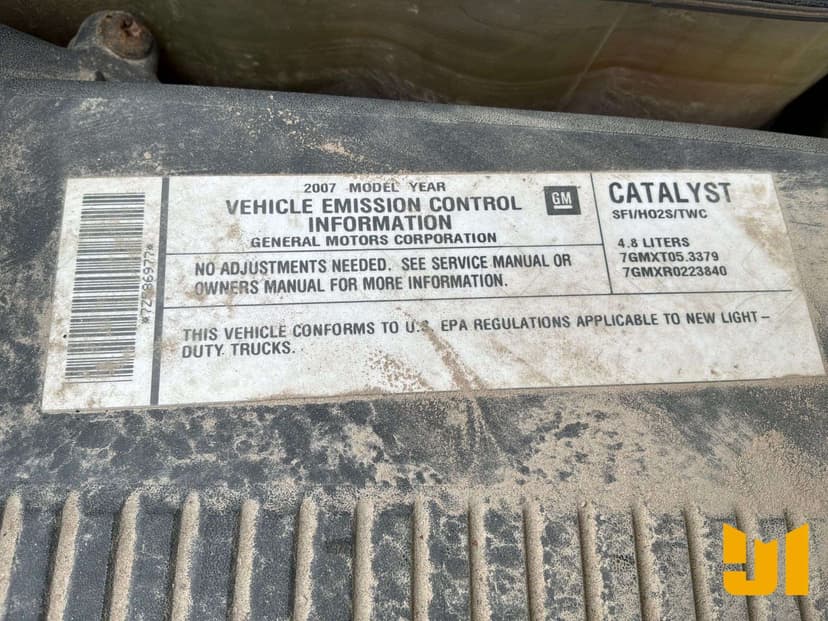 2007 MODEL YEAR
VEHICLE EMISSION CONTROL
INFORMATION
GENERAL MOTORS CORPORATION
GM
CATALYST
SFI/HO2S/TWC
4.8 LITERS
7GMXT05.3379
7GMXR0223840
NO ADJUSTMENTS NEEDED. SEE SERVICE MANUAL OR
OWNERS MANUAL FOR MORE INFORMATION.
THIS VEHICLE CONFORMS TO U.S. EPA REGULATIONS APPLICABLE TO NEW LIGHT-
DUTY TRUCKS.